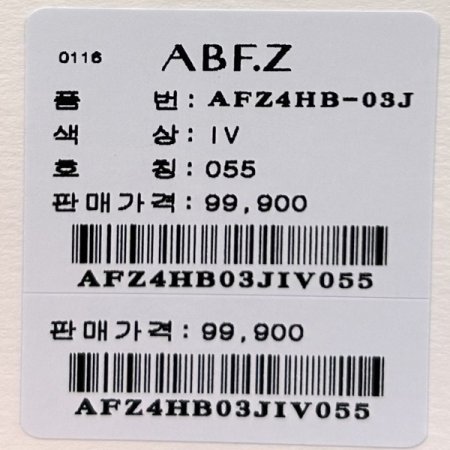 0116 ABF.Z
품 번: AFZ4HB-03J
색 상: IV
호 칭: 055
판매가격: 99,900
AFZ4HB03JIV055
판매가격: 99,900
AFZ4HB03JIV055